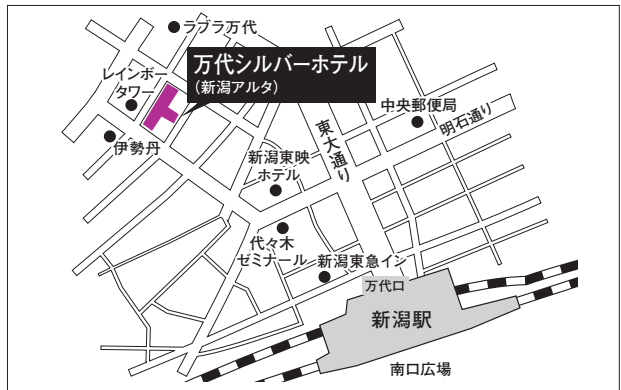 ラブラ万代
万代シルバーホテル
(新潟アルタ)
レインボー
タワー
伊勢丹
中央郵便局
明石通り
東大通り
新潟東映
ホテル
代々木
ゼミナール
新潟東急イン
万代口
新潟駅
南口広場